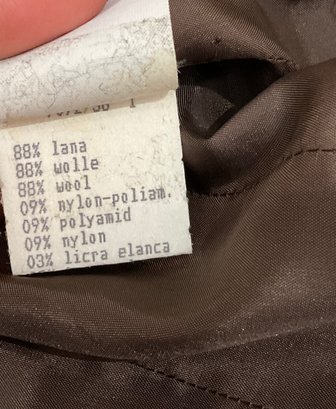 88% lana
88% wolle
88% wool
09% nylon-poliam.
09% polyamid
09% nylon
03% licra elanca